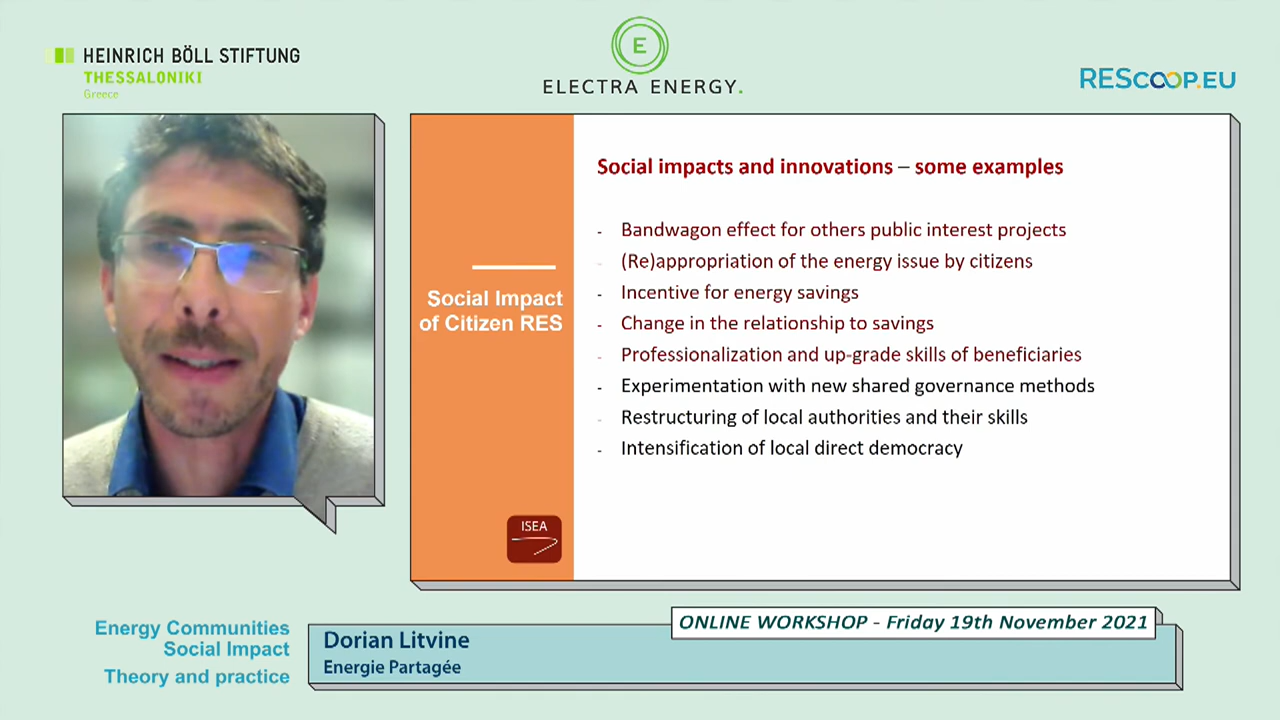 HEINRICH BÖLL STIFTUNG
THESSALONIKI
Greece
E
ELECTRA ENERGY.
REScoop.EU
Social Impact
of Citizen RES
ISEA
Social impacts and innovations – some examples
- Bandwagon effect for others public interest projects
- (Re)appropriation of the energy issue by citizens
- Incentive for energy savings
- Change in the relationship to savings
- Professionalization and up-grade skills of beneficiaries
- Experimentation with new shared governance methods
- Restructuring of local authorities and their skills
- Intensification of local direct democracy
ONLINE WORKSHOP - Friday 19th November 2021
Energy Communities
Social Impact
Theory and practice
Dorian Litvine
Energie Partagée